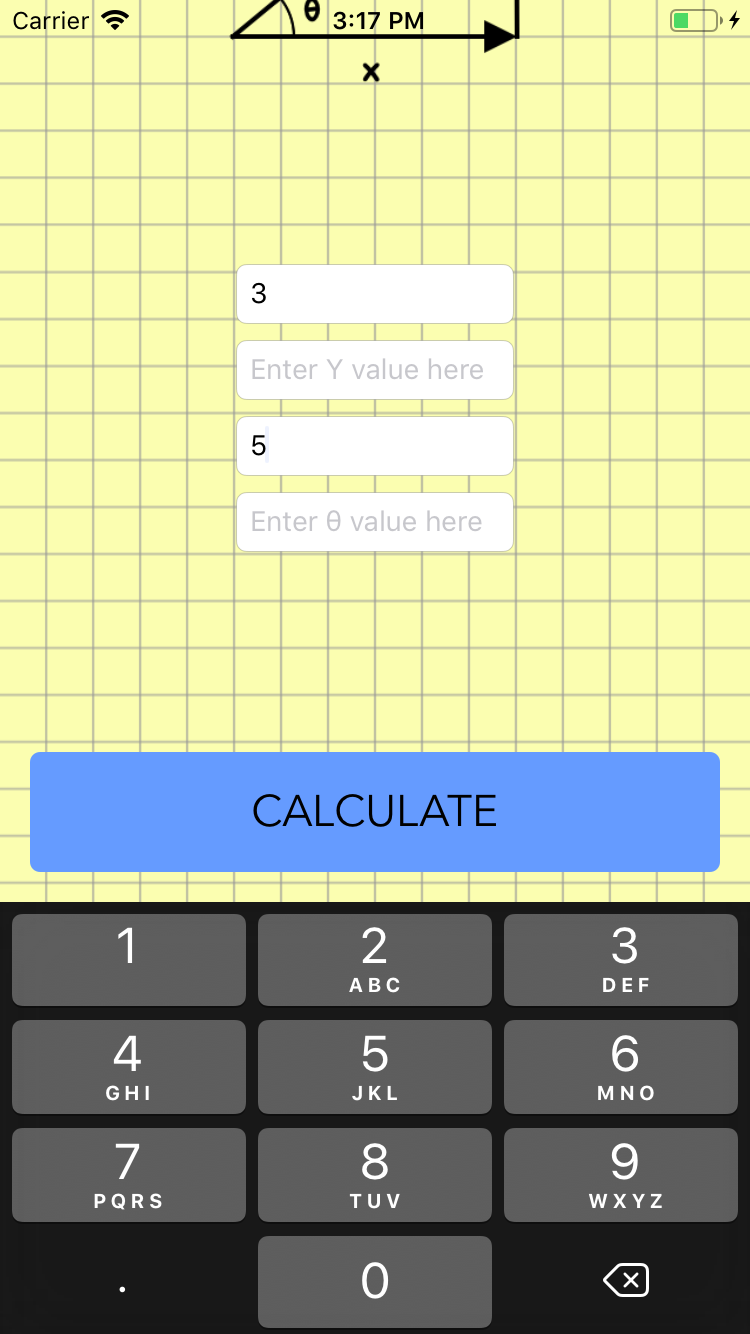 Carrier 3:17 PM
θ
x
3
Enter Y value here
5
Enter θ value here
CALCULATE
1 2 3
ABC DEF
4 5 6
GHI JKL MNO
7 8 9
PQRS TUV WXYZ
. 0